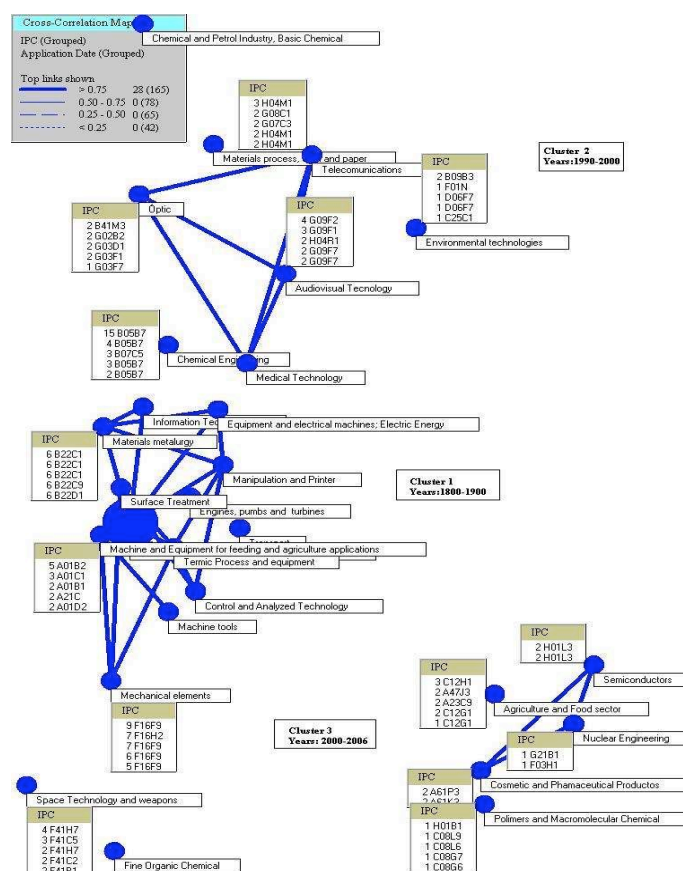 Cross-Correlation Map
IPC (Grouped)
Application Date (Grouped)
Top links shown
> 0.75 28 (165)
0.50 - 0.75 0 (78)
0.25 - 0.50 0 (65)
< 0.25 0 (42)
Chemical and Petrol Industry, Basic Chemical
IPC
3 H04M1
2 G08C1
2 G07C3
2 H04M1
2 H04M1
Materials process, and paper
Telecomunications
Cluster 2
Years:1990-2000
IPC
2 B09B3
1 F01N
1 D06F7
1 D06F7
1 C25C1
Environmental technologies
Optic
IPC
2 B41M3
2 G02B2
2 G03D1
2 G03F1
1 G03F7
IPC
4 G09F2
3 G09F1
2 H04R1
2 G09F7
2 G09F7
Audiovisual Tecnology
IPC
15 B05B7
4 B05B7
3 B07C5
3 B05B7
2 B05B7
Chemical Engineering
Medical Technology
Information Tec
Equipment and electrical machines; Electric Energy
Materials metalurgy
IPC
6 B22C1
6 B22C1
6 B22C1
6 B22C9
6 B22D1
Manipulation and Printer
Cluster 1
Years:1800-1900
Surface Treatment
Engines, pumbs and turbines
Machine and Equipment for feeding and agriculture applications
Termic Process and equipment
IPC
5 A01B2
3 A01C1
2 A01B1
2 A21C
2 A01D2
Control and Analyzed Technology
Machine tools
Mechanical elements
IPC
9 F16F9
7 F16H2
7 F16F9
6 F16F9
5 F16F9
Cluster 3
Years: 2000-2006
IPC
2 H01L3
2 H01L3
Semiconductors
IPC
3 C12H1
2 A47J3
2 A23C9
2 C12G1
1 C12G1
Agriculture and Food sector
Nuclear Engineering
IPC
1 G21B1
1 F03H1
Cosmetic and Phamaceutical Productos
IPC
2 A61P3
2 A61K3
Polimers and Macromolecular Chemical
IPC
1 H01B1
1 C08L9
1 C08L6
1 C08G7
1 C08G6
Space Technology and weapons
IPC
4 F41H7
3 F41C5
2 F41H7
2 F41C2
2 F41B1
Fine Organic Chemical